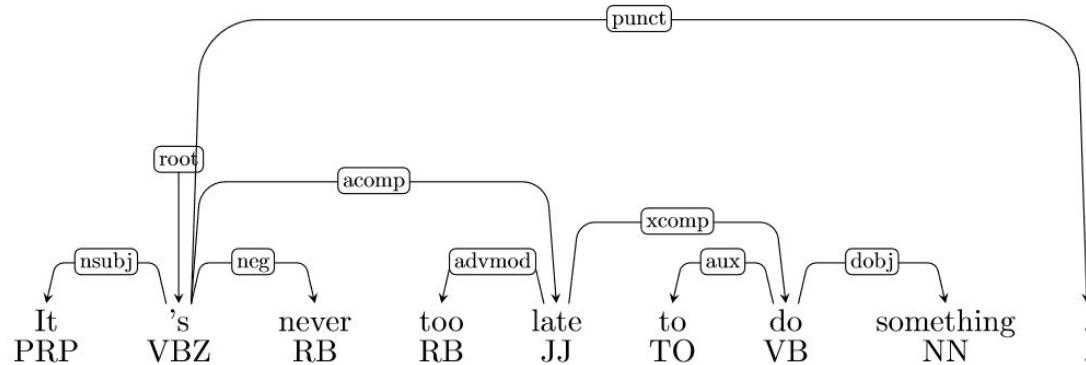 punct
root
acomp
xcomp
nsubj neg advmod aux dobj
It 's never too late to do something .
PRP VBZ RB RB JJ TO VB NN .